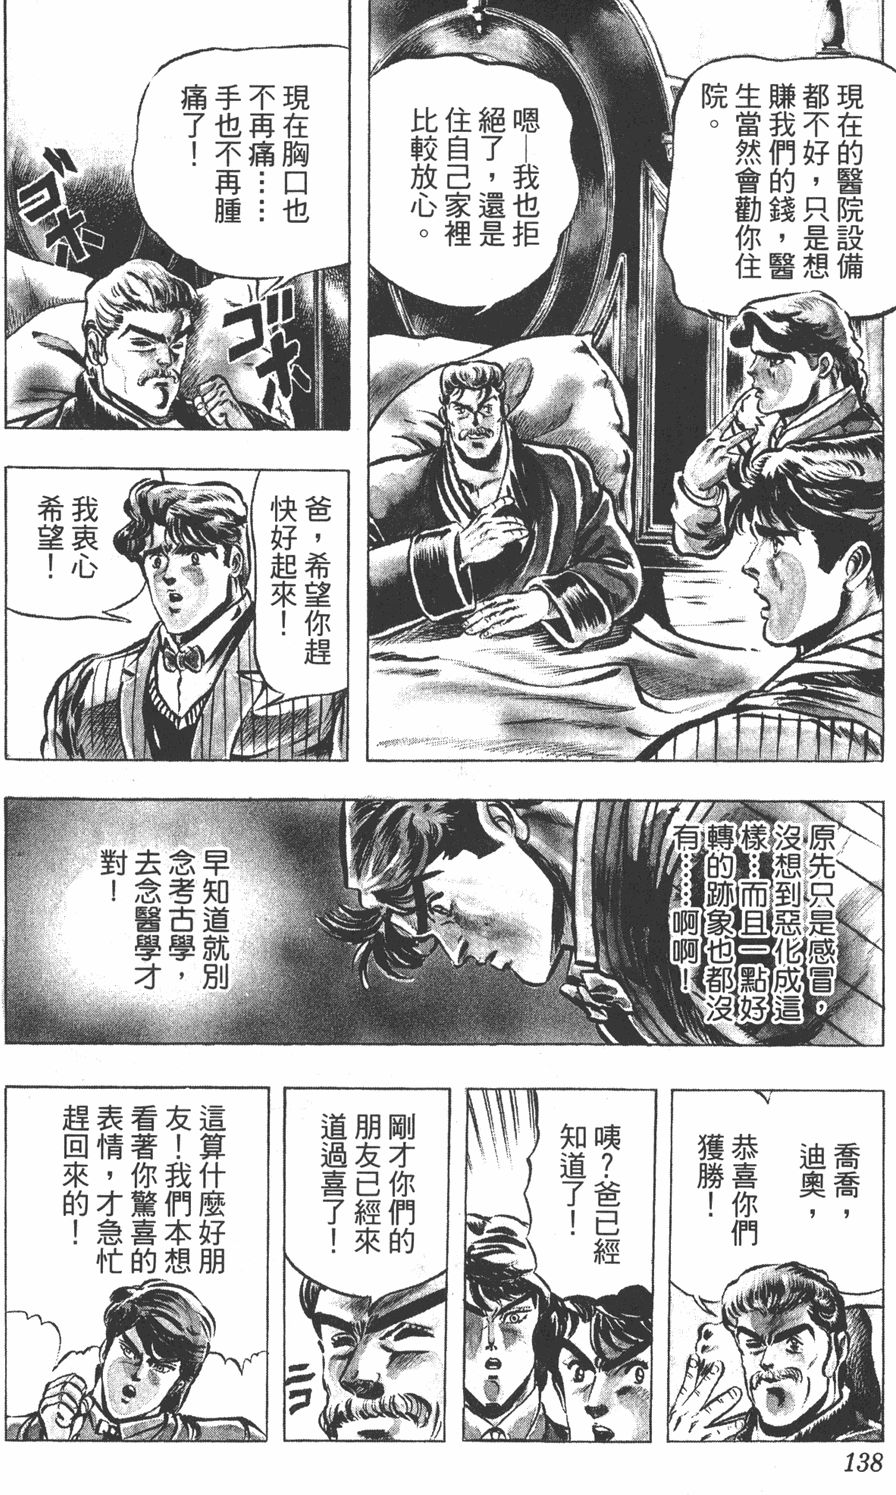 現在的醫院設備
都不好，只是想
賺我們的錢，醫
生當然會勸你住
院。
嗯—我也拒
絕了，還是
住自己家裡
比較放心。
現在胸口也
不再痛……
手也不再腫
痛了！
ゴホ
ゴホ
爸，希望你趕
快好起來！
我衷心
希望！
原先只是感冒，
沒想到惡化成這
樣…而且一點好
轉的跡象也都沒
有……啊啊！
早知道就別
念考古學，
去念醫學才
對！
喬喬，
迪奧，
恭喜你們
獲勝！
咦？爸已經
知道了！
剛才你們的
朋友已經來
道過喜了！
ニコ
這算什麼好朋
友！我們本想
看著你驚喜的
表情，才急忙
趕回來的！
138